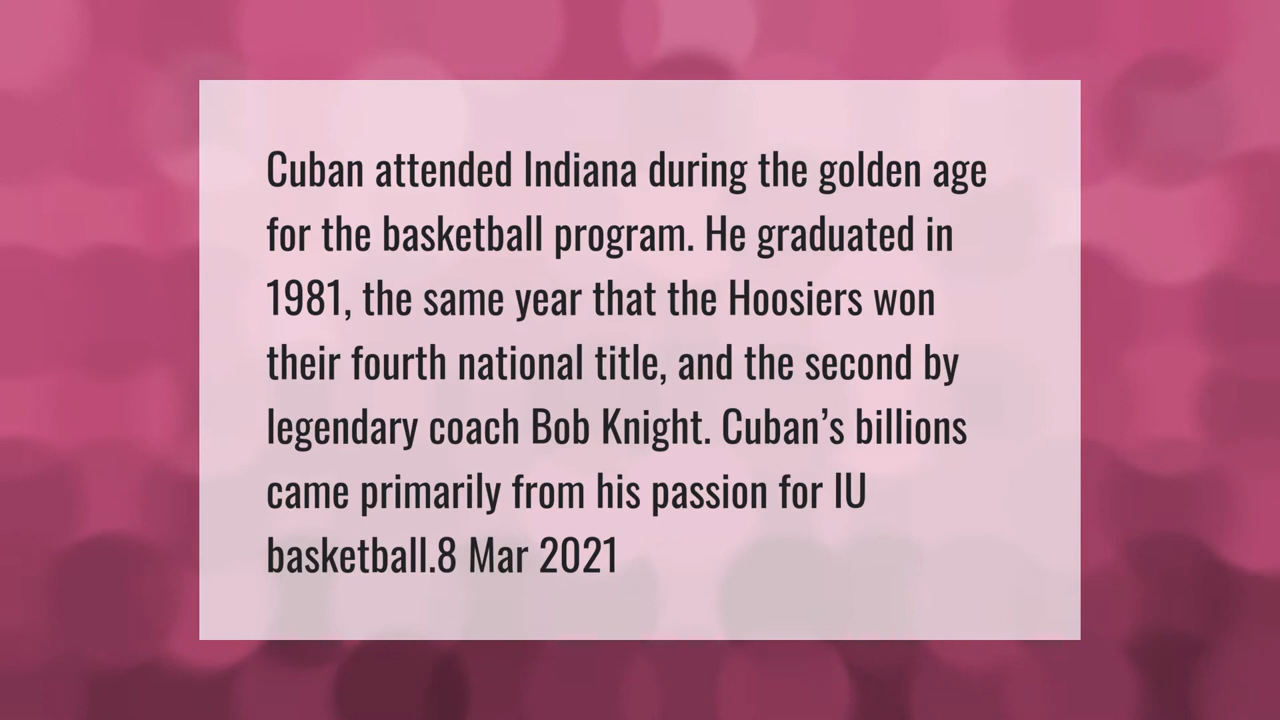 Cuban attended Indiana during the golden age
for the basketball program. He graduated in
1981, the same year that the Hoosiers won
their fourth national title, and the second by
legendary coach Bob Knight. Cuban’s billions
came primarily from his passion for IU
basketball.8 Mar 2021